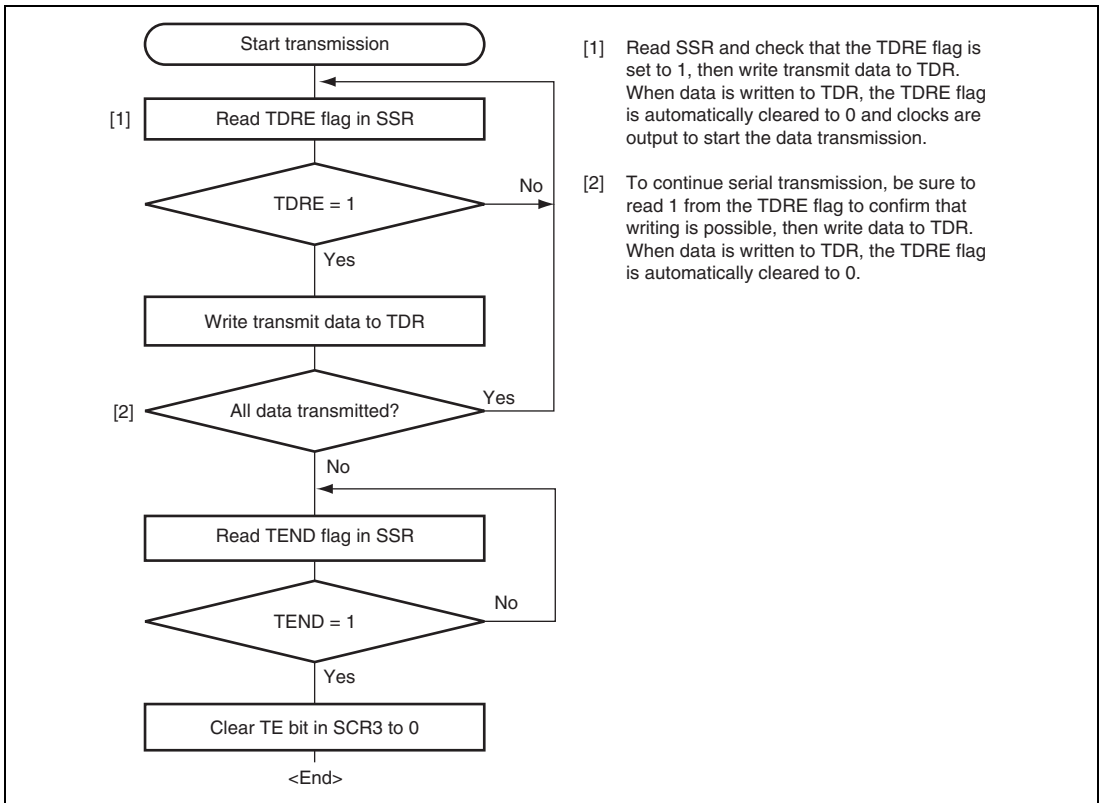 Start transmission
[1]
Read TDRE flag in SSR
TDRE = 1
No
Yes
Write transmit data to TDR
[2]
All data transmitted?
Yes
No
Read TEND flag in SSR
TEND = 1
No
Yes
Clear TE bit in SCR3 to 0
<End>
[1] Read SSR and check that the TDRE flag is
set to 1, then write transmit data to TDR.
When data is written to TDR, the TDRE flag
is automatically cleared to 0 and clocks are
output to start the data transmission.
[2] To continue serial transmission, be sure to
read 1 from the TDRE flag to confirm that
writing is possible, then write data to TDR.
When data is written to TDR, the TDRE flag
is automatically cleared to 0.